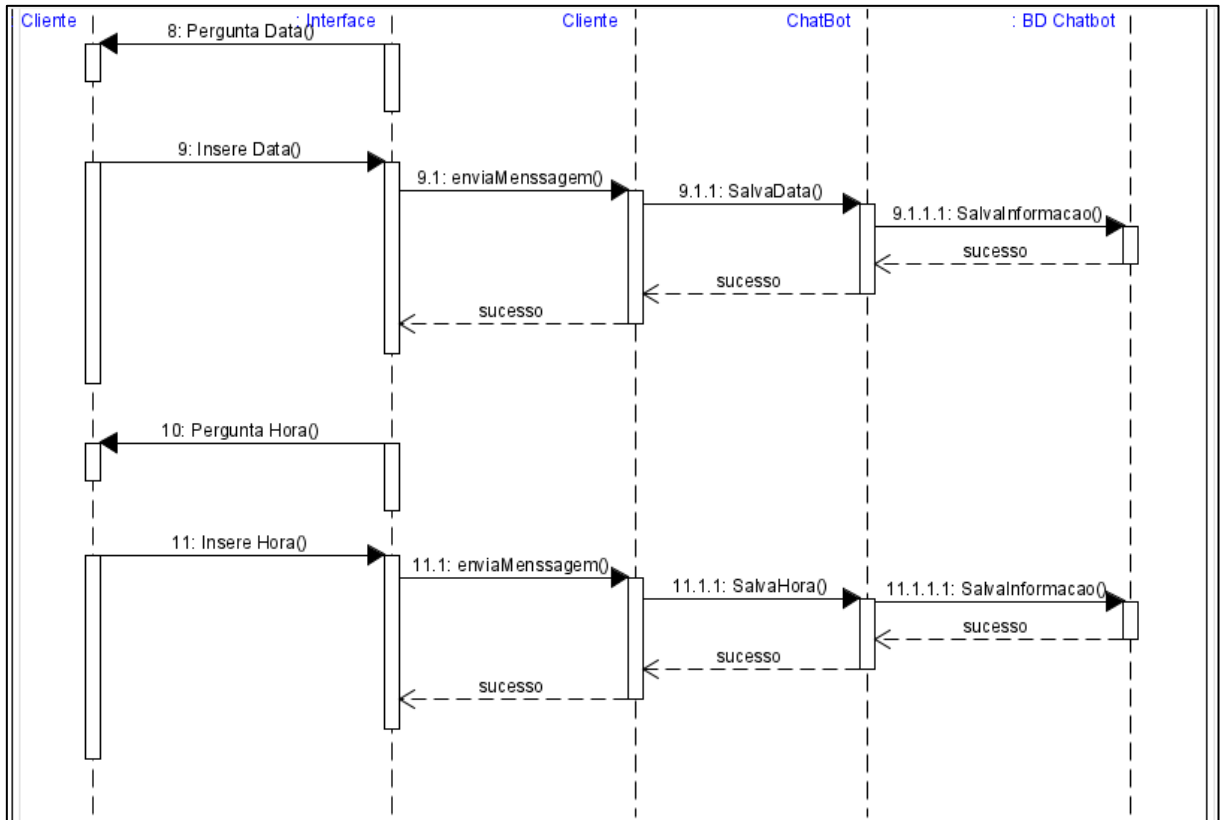 Cliente
: Interface
Cliente
ChatBot
: BD Chatbot
8: Pergunta Data()
9: Insere Data()
9.1: enviaMenssagem()
9.1.1: SalvaData()
9.1.1.1: SalvaInformacao()
sucesso
sucesso
sucesso
10: Pergunta Hora()
11: Insere Hora()
11.1: enviaMenssagem()
11.1.1: SalvaHora()
11.1.1.1: SalvaInformacao()
sucesso
sucesso
sucesso